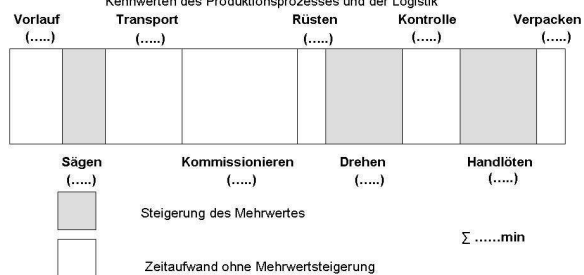 Kennwerten des Produktionsprozesses und der Logistik
Vorlauf Transport Rüsten Kontrolle Verpacken
(.....) (.....) (.....) (.....) (.....)
Sägen Kommissionieren Drehen Handlöten
(.....) (.....) (.....) (.....)
Steigerung des Mehrwertes
∑ ......min
Zeitaufwand ohne Mehrwertsteigerung